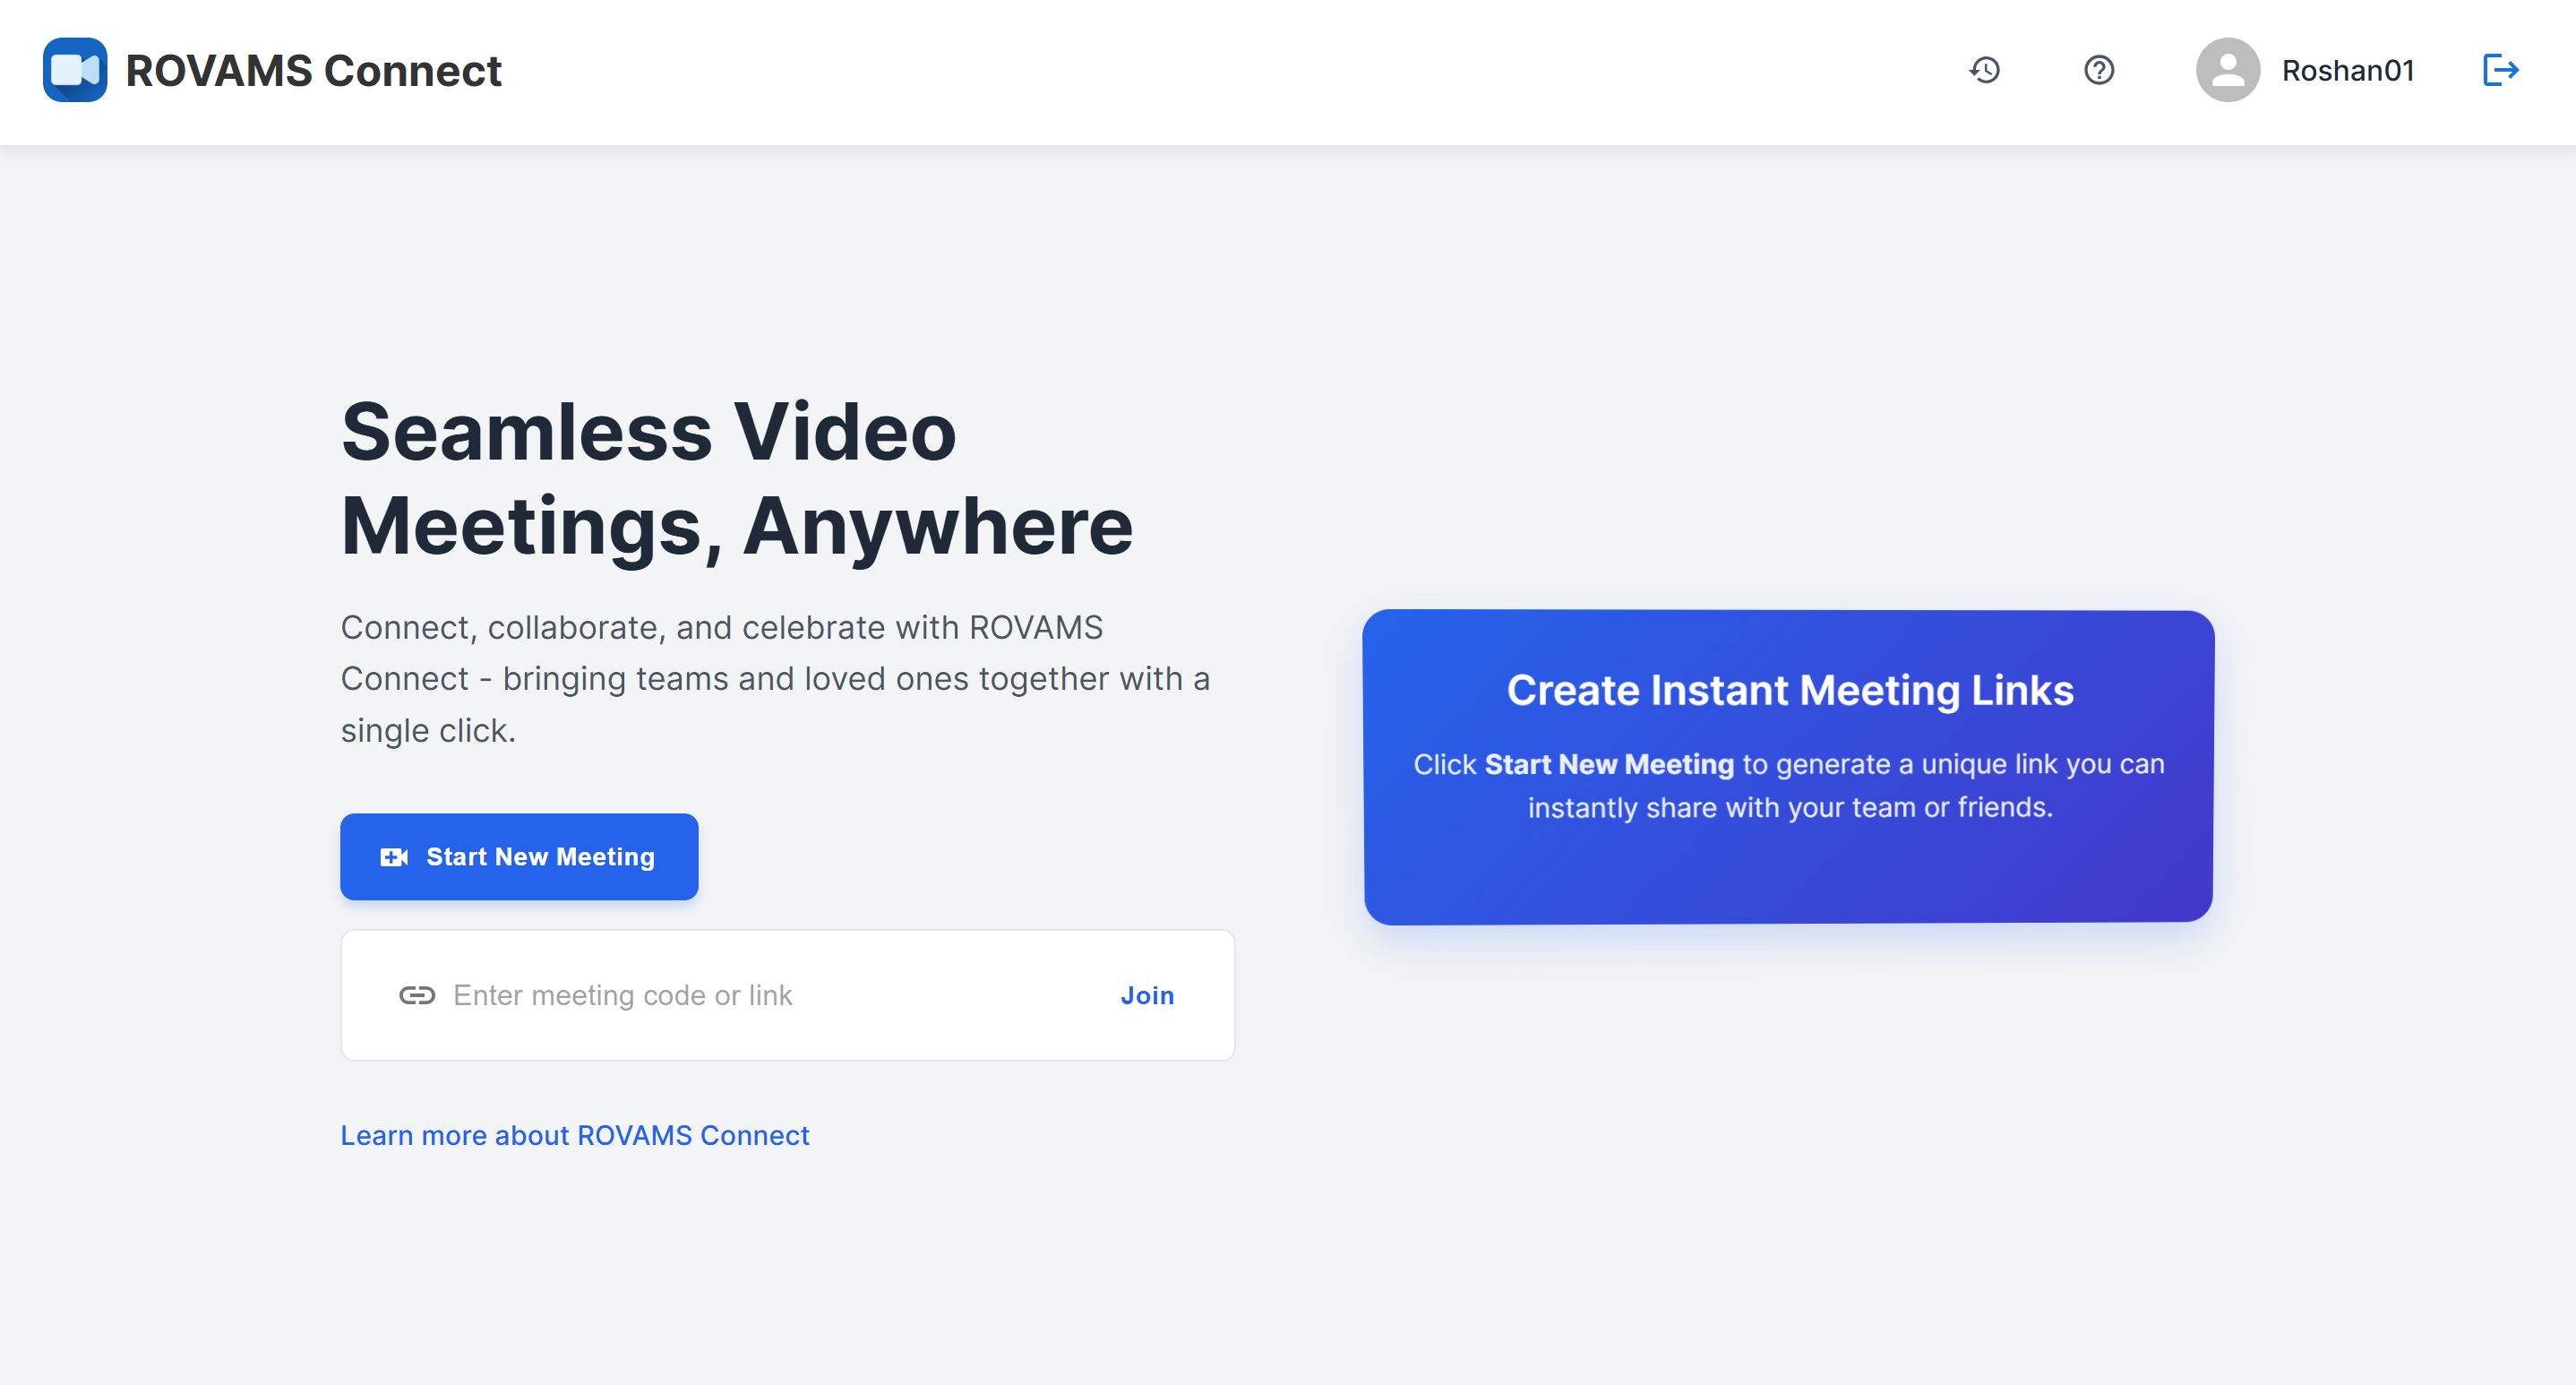 ROVAMS Connect
Roshan01
Seamless Video
Meetings, Anywhere
Connect, collaborate, and celebrate with ROVAMS
Connect - bringing teams and loved ones together with a
single click.
Start New Meeting
Enter meeting code or link
Join
Learn more about ROVAMS Connect
Create Instant Meeting Links
Click Start New Meeting to generate a unique link you can
instantly share with your team or friends.